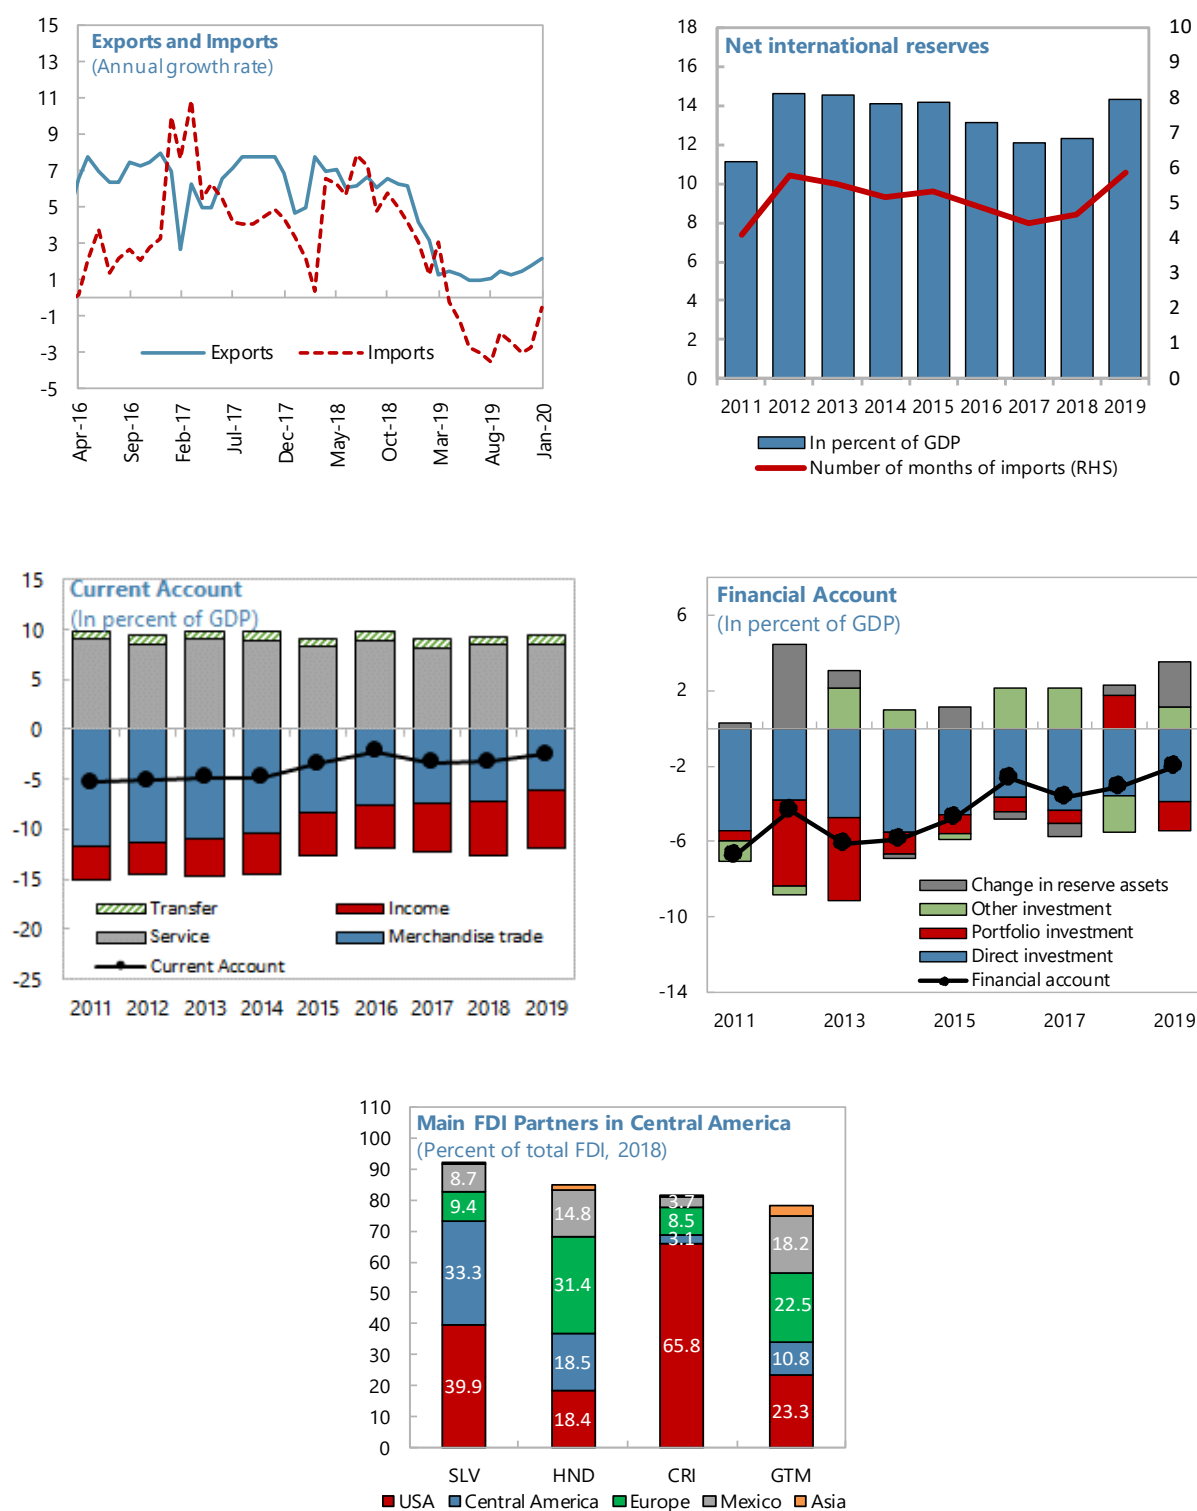 Exports and Imports
(Annual growth rate)
15
13
11
9
7
5
3
1
-1
-3
-5
Exports
Imports
Apr-16
Sep-16
Feb-17
Jul-17
Dec-17
May-18
Oct-18
Mar-19
Aug-19
Jan-20
Net international reserves
18
16
14
12
10
8
6
4
2
0
10
9
8
7
6
5
4
3
2
1
0
2011 2012 2013 2014 2015 2016 2017 2018 2019
In percent of GDP
Number of months of imports (RHS)
Current Account
(In percent of GDP)
15
10
5
0
-5
-10
-15
-20
-25
Transfer
Income
Service
Merchandise trade
Current Account
2011 2012 2013 2014 2015 2016 2017 2018 2019
Financial Account
(In percent of GDP)
6
2
-2
-6
-10
-14
Change in reserve assets
Other investment
Portfolio investment
Direct investment
Financial account
2011 2013 2015 2017 2019
Main FDI Partners in Central America
(Percent of total FDI, 2018)
110
100
90
80
70
60
50
40
30
20
10
0
8.7
9.4
33.3
39.9
14.8
31.4
18.5
18.4
3.7
8.5
3.1
65.8
18.2
22.5
10.8
23.3
SLV HND CRI GTM
USA Central America Europe Mexico Asia